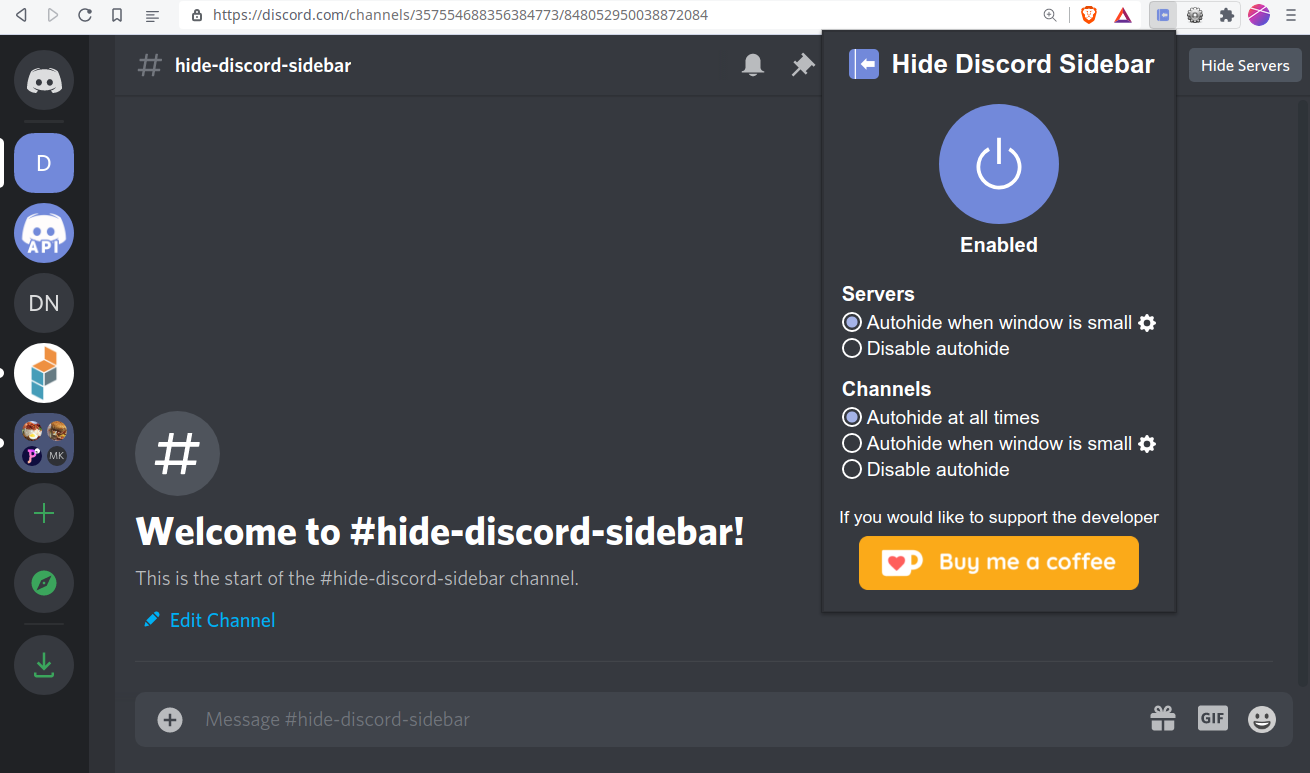 https://discord.com/channels/357554688356384773/848052950038872084
hide-discord-sidebar
Hide Servers
D
API
DN
MK
Welcome to #hide-discord-sidebar!
This is the start of the #hide-discord-sidebar channel.
Edit Channel
Message #hide-discord-sidebar
GIF
Hide Discord Sidebar
Enabled
Servers
Autohide when window is small
Disable autohide
Channels
Autohide at all times
Autohide when window is small
Disable autohide
If you would like to support the developer
Buy me a coffee